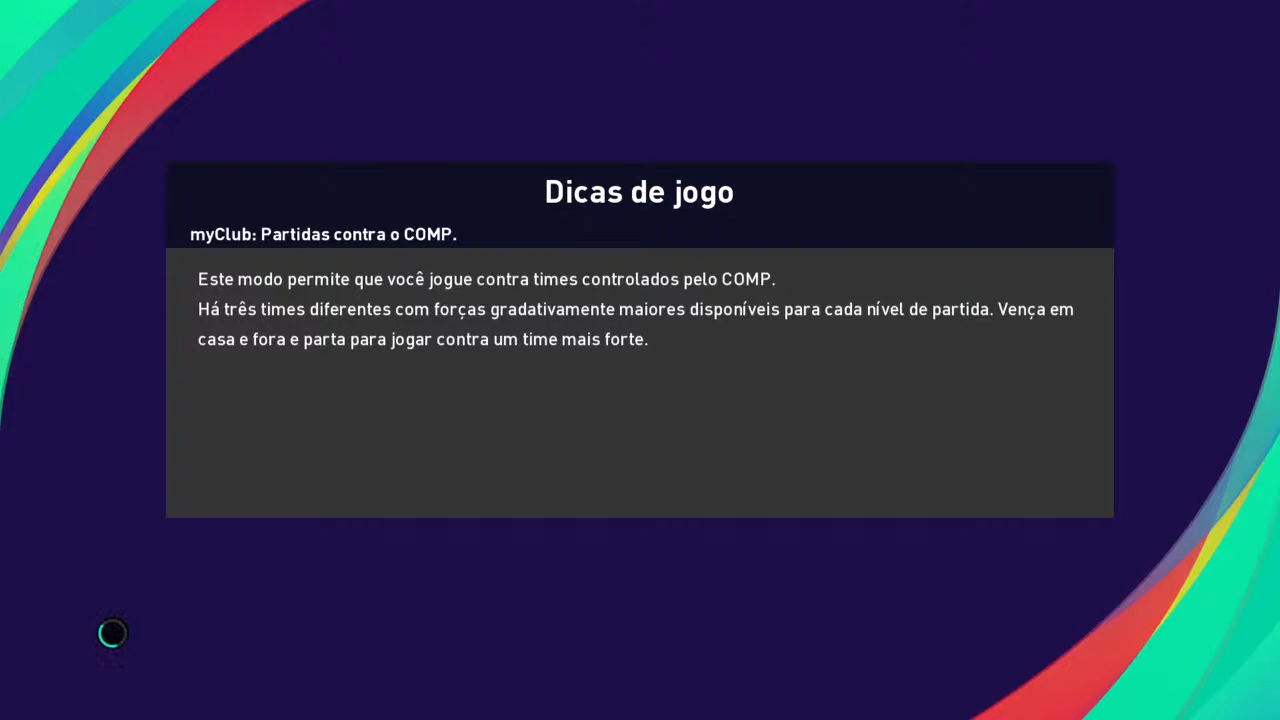 Dicas de jogo
myClub: Partidas contra o COMP.
Este modo permite que você jogue contra times controlados pelo COMP.
Há três times diferentes com forças gradativamente maiores disponíveis para cada nível de partida. Vença em
casa e fora e parta para jogar contra um time mais forte.